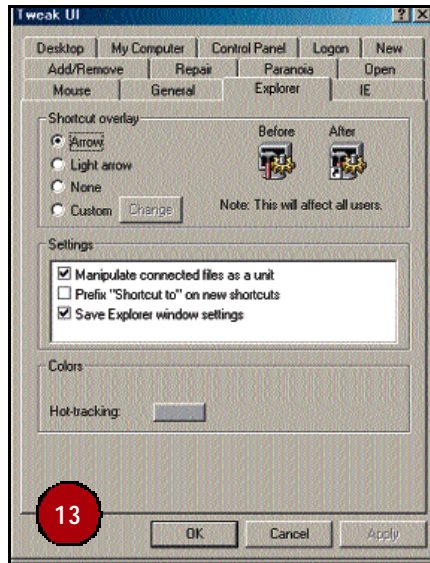 Tweak UI
Desktop My Computer Control Panel Logon New
Add/Remove Repair Paranoia Open
Mouse General Explorer IE
Shortcut overlay
Before After
Arrow
Light arrow
None
Custom Change Note: This will affect all users.
Settings
Manipulate connected files as a unit
Prefix "Shortcut to" on new shortcuts
Save Explorer window settings
Colors
Hot-tracking:
13
OK Cancel Apply